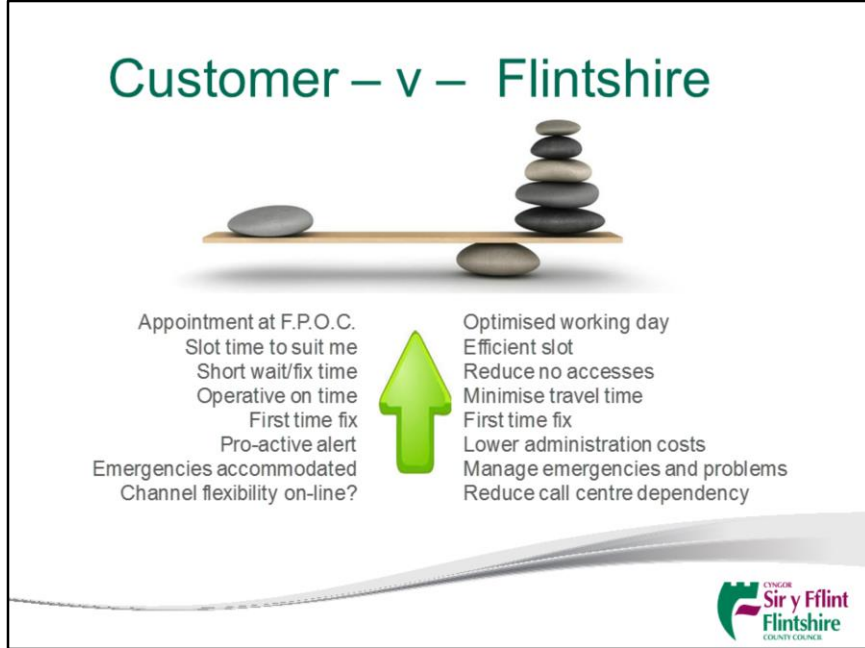 Customer – v – Flintshire
Appointment at F.P.O.C.
Slot time to suit me
Short wait/fix time
Operative on time
First time fix
Pro-active alert
Emergencies accommodated
Channel flexibility on-line?
Optimised working day
Efficient slot
Reduce no accesses
Minimise travel time
First time fix
Lower administration costs
Manage emergencies and problems
Reduce call centre dependency
CYNGOR
Sir y Fflint
Flintshire
COUNTY COUNCIL